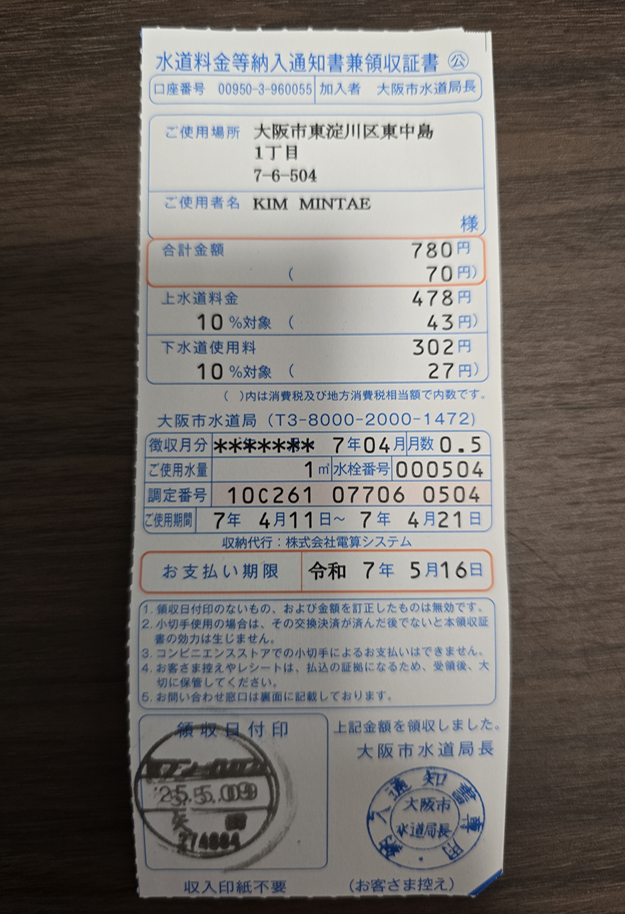 水道料金等納入通知書兼領収証書 公
口座番号 00950-3-960055 加入者 大阪市水道局長
ご使用場所 大阪市東淀川区東中島
1丁目
7-6-504
ご使用者名 KIM MINTAE
様
合計金額 780円
( 70円)
上水道料金 478円
10%対象 ( 43円)
下水道使用料 302円
10%対象 ( 27円)
( )内は消費税及び地方消費税相当額で内数です。
大阪市水道局 (T3-8000-2000-1472)
徴収月分 ******* 7年04月 月数 0.5
ご使用水量 1㎥ 水栓番号 000504
調定番号 10C261 07706 0504
ご使用期間 7年 4月11日~ 7年 4月21日
収納代行:株式会社電算システム
お支払い期限 令和 7年 5月16日
1. 領収日付印のないもの、および金額を訂正したものは無効です。
2. 小切手使用の場合は、その交換決済が済んだ後でないと本領収証
書の効力は生じません。
3. コンビニエンスストアでの小切手によるお支払いはできません。
4. お客さま控えやレシートは、払込の証拠になるため、受領後、大
切に保管してください。
5. お問い合わせ窓口は裏面に記載しております。
領収日付印
上記金額を領収しました。
大阪市水道局長
納入通知書専用
大阪市
水道局長
収入印紙不要
(お客さま控え)